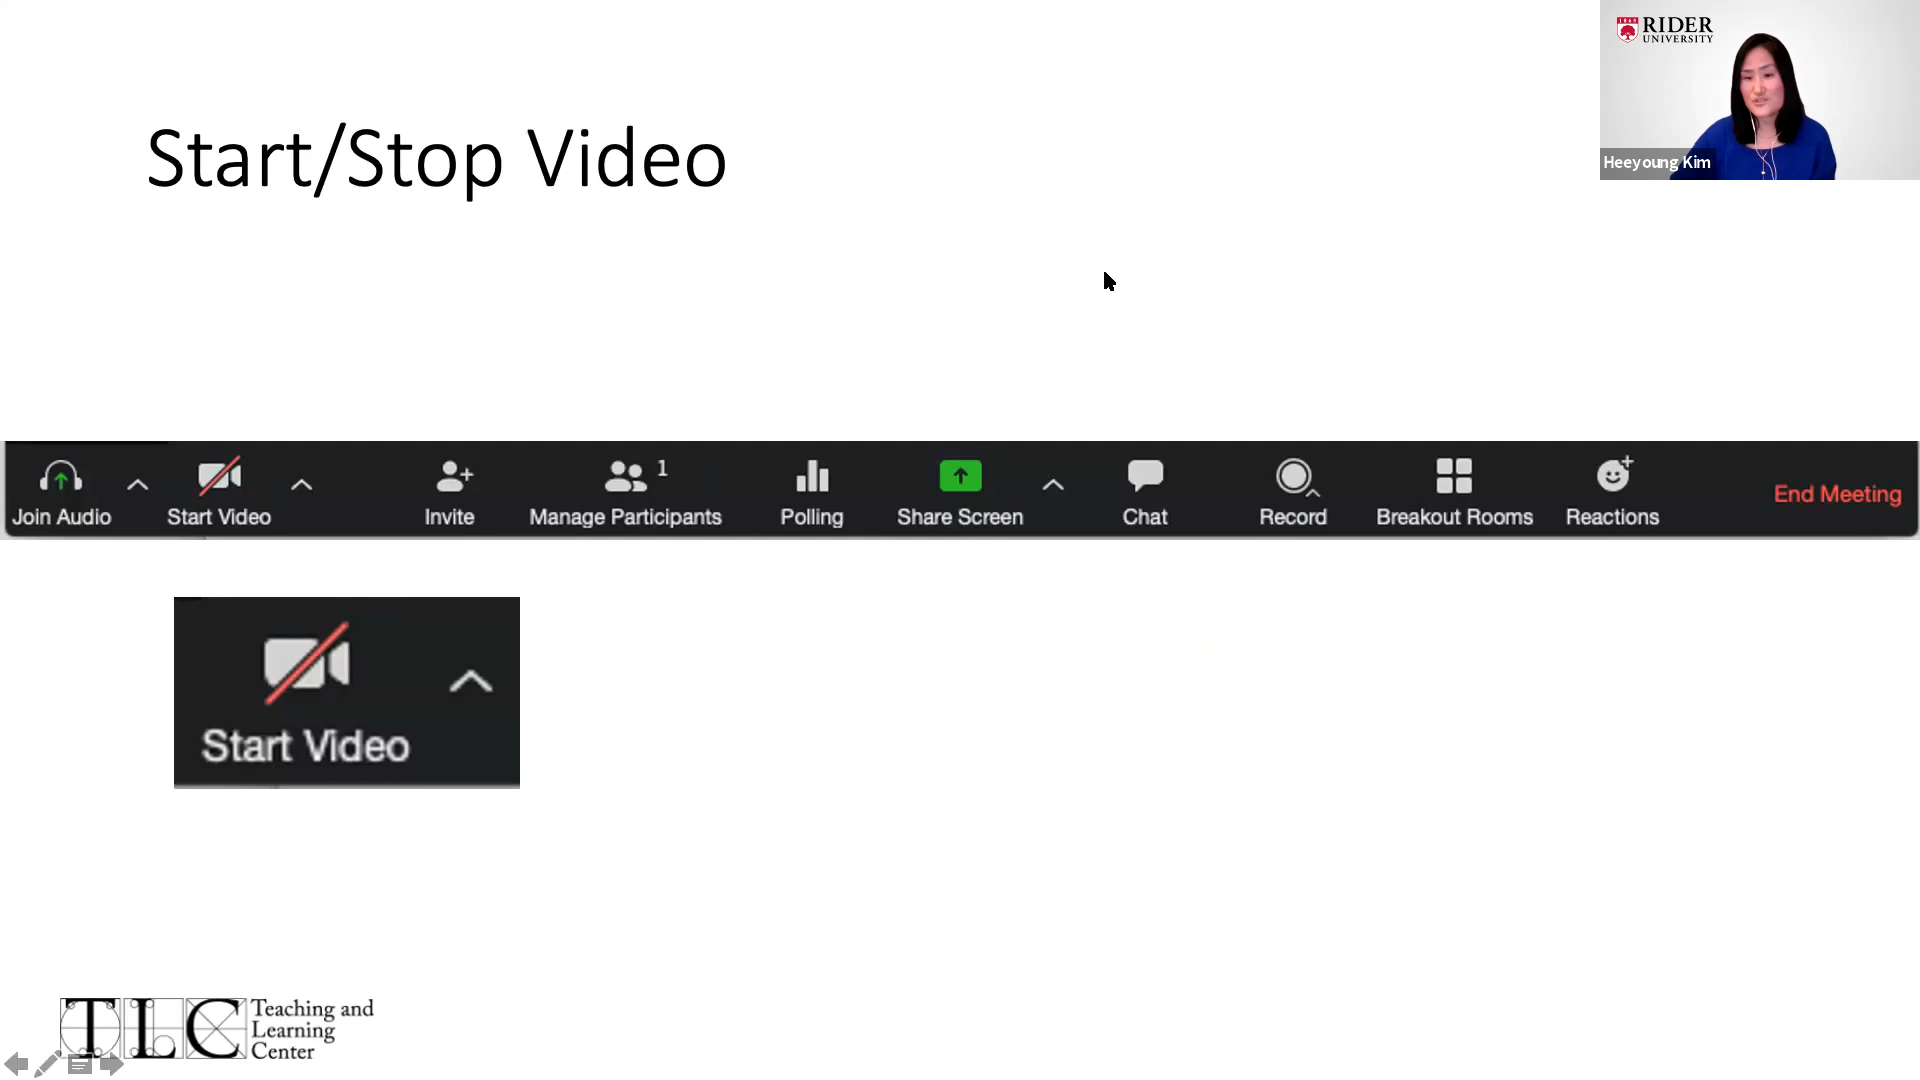 RIDER
UNIVERSITY
Start/Stop Video
Heeyoung Kim
1
Join Audio Start Video Invite Manage Participants Polling Share Screen Chat Record Breakout Rooms Reactions End Meeting
Start Video
TLC
Teaching and
Learning
Center